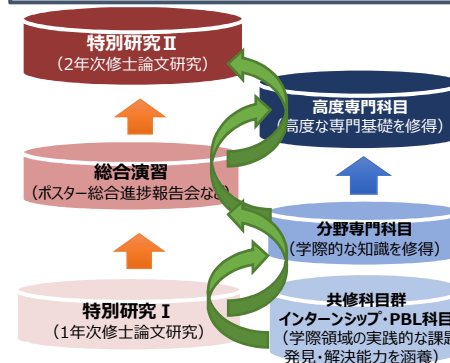 特別研究Ⅱ
（2年次修士論文研究）
高度専門科目
（高度な専門基礎を修得）
総合演習
（ポスター総合進捗報告会など）
分野専門科目
（学際的な知識を修得）
特別研究Ⅰ
（1年次修士論文研究）
共修科目群
インターンシップ・PBL科目
（学際領域の実践的な課題
発見・解決能力を涵養）